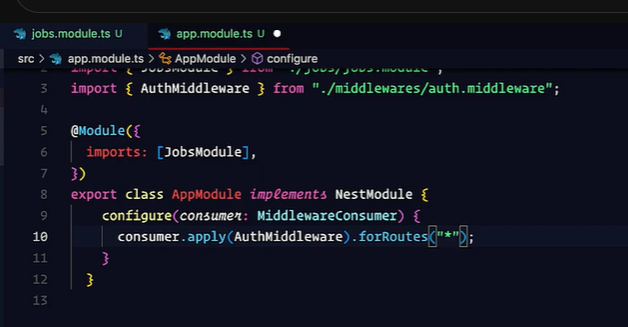 jobs.module.ts U
app.module.ts U
src > app.module.ts > AppModule > configure
2 import { JobsModule } from "./jobs/jobs.module";
3 import { AuthMiddleware } from "./middlewares/auth.middleware";
4
5 @Module({
6 imports: [JobsModule],
7 })
8 export class AppModule implements NestModule {
9 configure(consumer: MiddlewareConsumer) {
10 consumer.apply(AuthMiddleware).forRoutes("*");
11 }
12 }
13